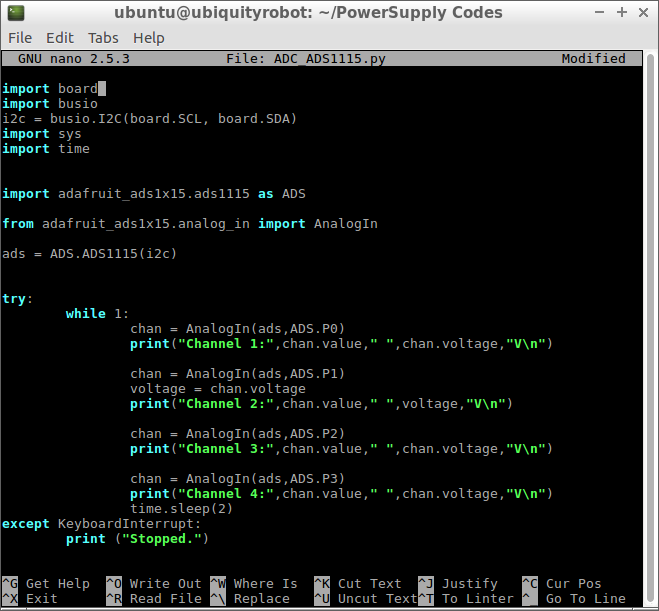 ubuntu@ubiquityrobot: ~/PowerSupply Codes
File Edit Tabs Help
GNU nano 2.5.3 File: ADC_ADS1115.py Modified
import board
import busio
i2c = busio.I2C(board.SCL, board.SDA)
import sys
import time
import adafruit_ads1x15.ads1115 as ADS
from adafruit_ads1x15.analog_in import AnalogIn
ads = ADS.ADS1115(i2c)
try:
        while 1:
                chan = AnalogIn(ads,ADS.P0)
                print("Channel 1:",chan.value," ",chan.voltage,"V\n")
                chan = AnalogIn(ads,ADS.P1)
                voltage = chan.voltage
                print("Channel 2:",chan.value," ",voltage,"V\n")
                chan = AnalogIn(ads,ADS.P2)
                print("Channel 3:",chan.value," ",chan.voltage,"V\n")
                chan = AnalogIn(ads,ADS.P3)
                print("Channel 4:",chan.value," ",chan.voltage,"V\n")
                time.sleep(2)
except KeyboardInterrupt:
        print ("Stopped.")
^G Get Help ^O Write Out ^W Where Is ^K Cut Text ^J Justify ^C Cur Pos
^X Exit ^R Read File ^\ Replace ^U Uncut Text ^T To Linter ^_ Go To Line